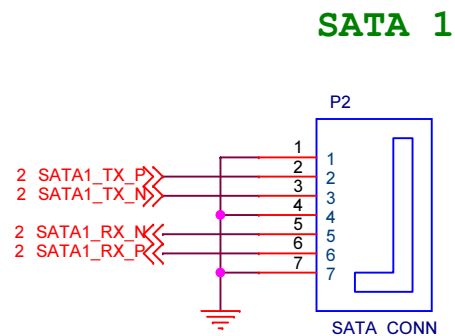 SATA 1
P2
1 1
2 SATA1_TX_P 2 2
2 SATA1_TX_N 3 3
4 4
2 SATA1_RX_N 5 5
2 SATA1_RX_P 6 6
7 7
SATA CONN